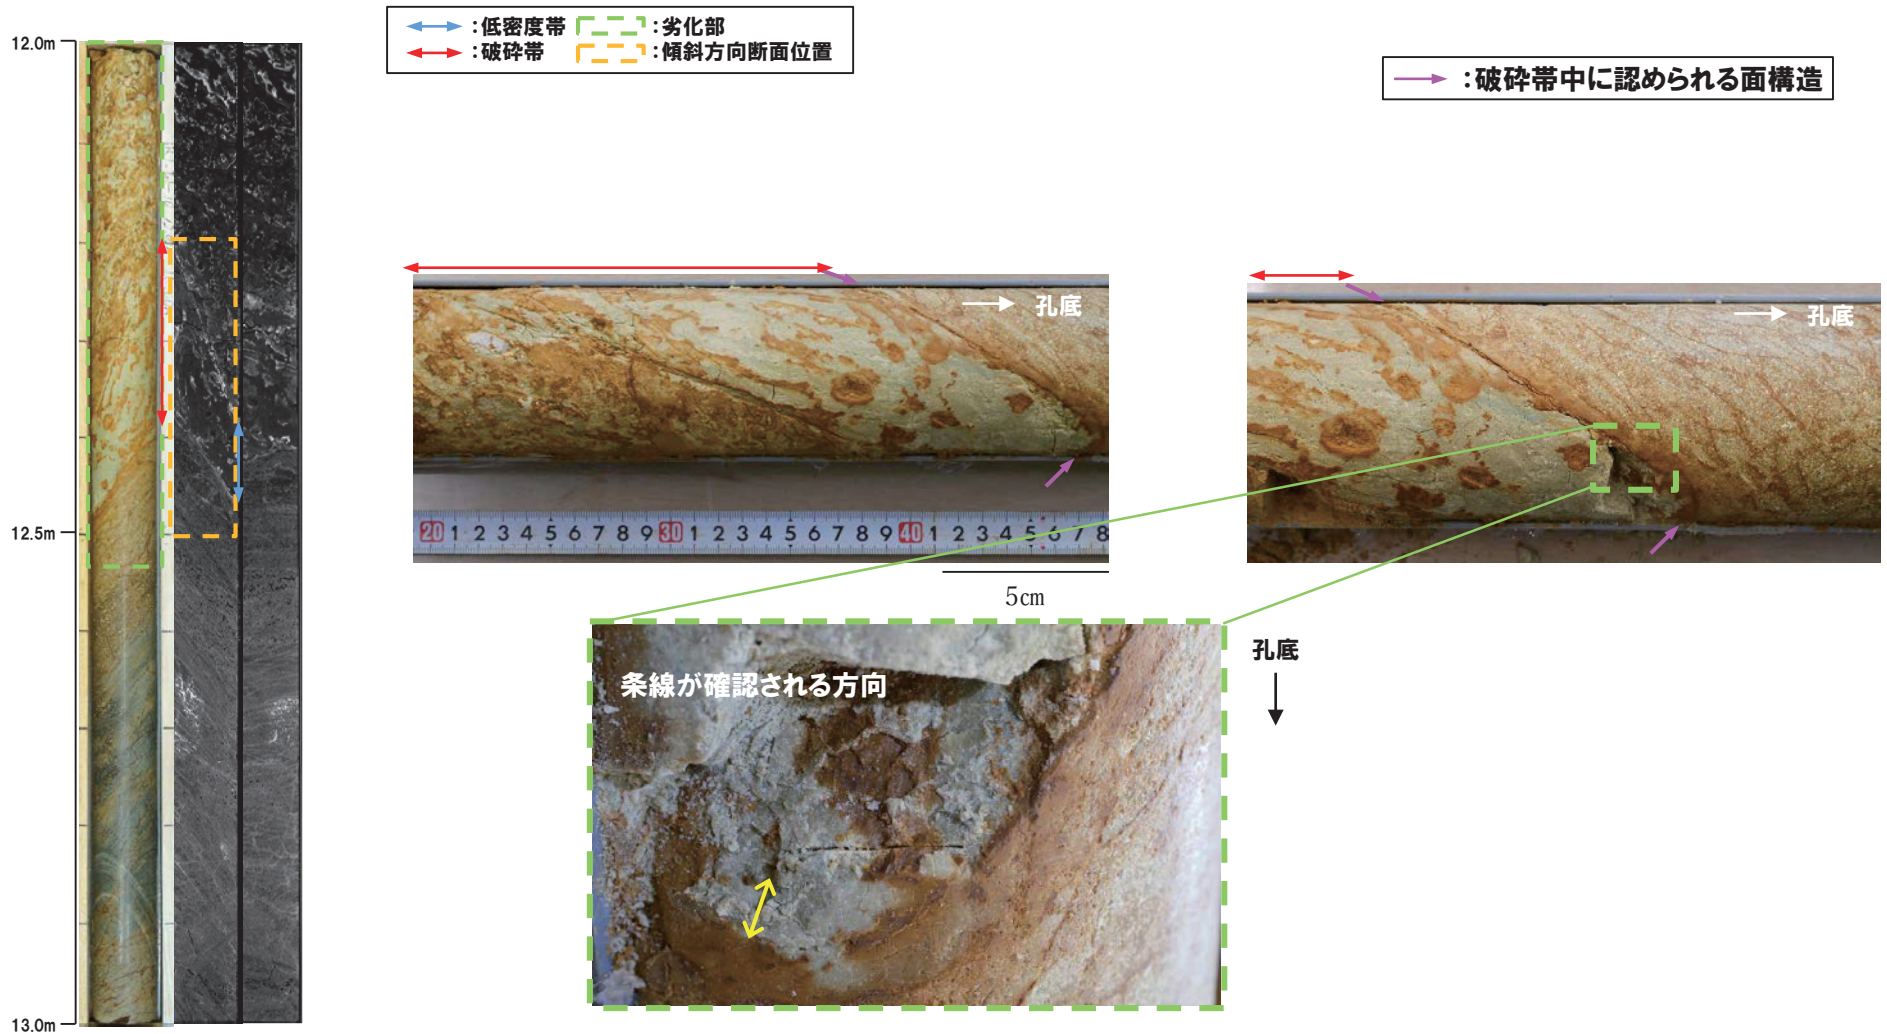 :低密度帯
:劣化部
:破砕帯
:傾斜方向断面位置
:破砕帯中に認められる面構造
12.0m
12.5m
13.0m
孔底
孔底
20 1 2 3 4 5 6 7 8 9 30 1 2 3 4 5 6 7 8 9 40 1 2 3 4 5 6 7 8
5cm
条線が確認される方向
孔底